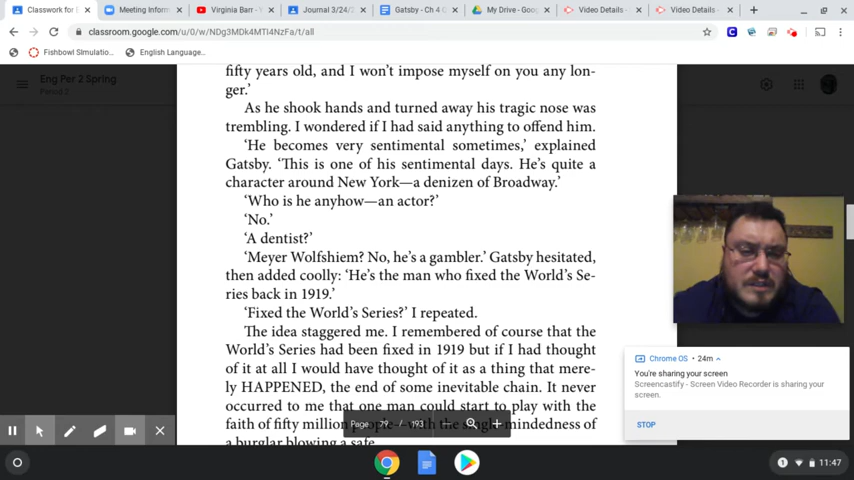 Classwork for E
Meeting Inform
Virginia Barr -
Journal 3/24/2
Gatsby - Ch 4 C
My Drive - Goo
Video Details -
Video Details -
classroom.google.com/u/0/w/NDg3MDk4MTI4NzFa/t/all
Fishbowl SImulatio...
English Language...
Eng Per 2 Spring
Period 2
fifty years old, and I won't impose myself on you any lon-
ger.'
As he shook hands and turned away his tragic nose was
trembling. I wondered if I had said anything to offend him.
'He becomes very sentimental sometimes,' explained
Gatsby. 'This is one of his sentimental days. He's quite a
character around New York—a denizen of Broadway.'
'Who is he anyhow—an actor?'
'No.'
'A dentist?'
'Meyer Wolfshiem? No, he's a gambler.' Gatsby hesitated,
then added coolly: 'He's the man who fixed the World's Se-
ries back in 1919.'
'Fixed the World's Series?' I repeated.
The idea staggered me. I remembered of course that the
World's Series had been fixed in 1919 but if I had thought
of it at all I would have thought of it as a thing that mere-
ly HAPPENED, the end of some inevitable chain. It never
occurred to me that one man could start to play with the
faith of fifty million people—with the single-mindedness of
a burglar blowing a safe.
Page 79 / 193
Chrome OS • 24m
You're sharing your screen
Screencastify - Screen Video Recorder is sharing your
screen.
STOP
1
11:47